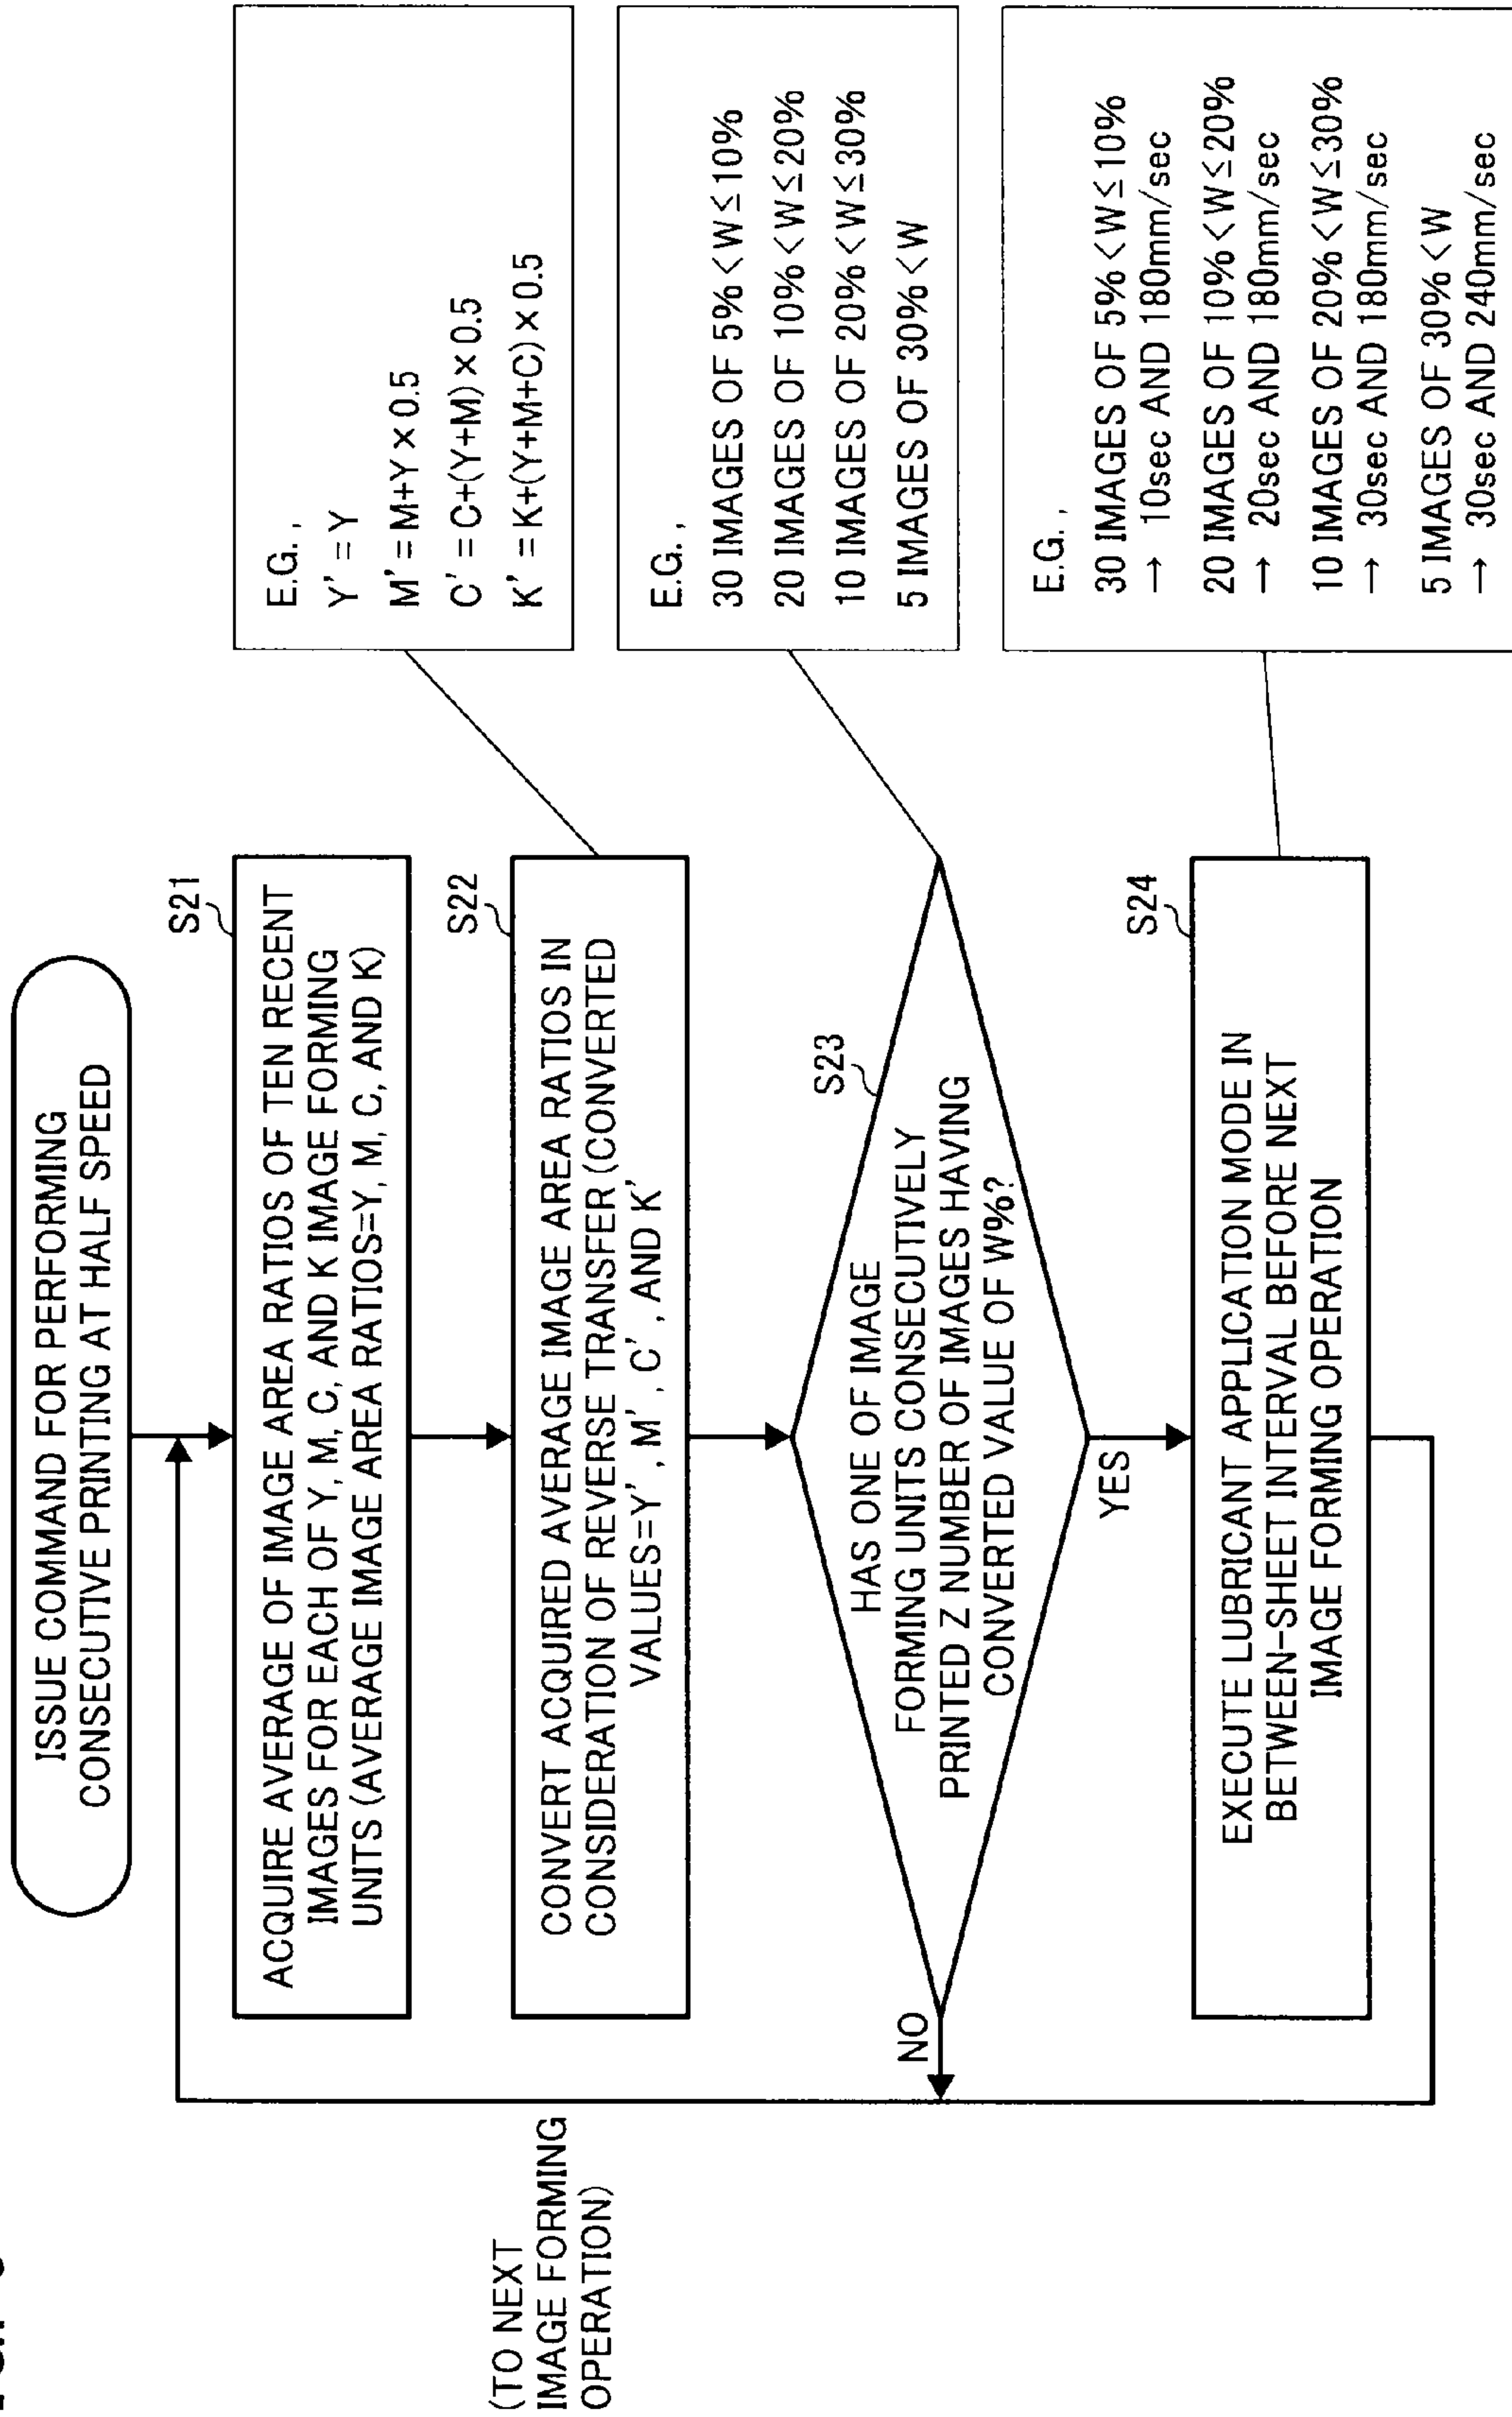 ISSUE COMMAND FOR PERFORMING
CONSECUTIVE PRINTING AT HALF SPEED
S21
ACQUIRE AVERAGE OF IMAGE AREA RATIOS OF TEN RECENT
IMAGES FOR EACH OF Y, M, C, AND K IMAGE FORMING
UNITS (AVERAGE IMAGE AREA RATIOS=Y, M, C, AND K)
S22
CONVERT ACQUIRED AVERAGE IMAGE AREA RATIOS IN
CONSIDERATION OF REVERSE TRANSFER (CONVERTED
VALUES=Y', M', C', AND K'
E.G.,
Y'=Y
M'=M+Y×0.5
C'=C+(Y+M)×0.5
K'=K+(Y+M+C)×0.5
(TO NEXT
IMAGE FORMING
OPERATION)
S23
HAS ONE OF IMAGE
FORMING UNITS CONSECUTIVELY
PRINTED Z NUMBER OF IMAGES HAVING
CONVERTED VALUE OF W%?
NO
YES
E.G.,
30 IMAGES OF 5%<W≤10%
20 IMAGES OF 10%<W≤20%
10 IMAGES OF 20%<W≤30%
5 IMAGES OF 30%<W
S24
EXECUTE LUBRICANT APPLICATION MODE IN
BETWEEN-SHEET INTERVAL BEFORE NEXT
IMAGE FORMING OPERATION
E.G.,
30 IMAGES OF 5%<W≤10%
→ 10sec AND 180mm/sec
20 IMAGES OF 10%<W≤20%
→ 20sec AND 180mm/sec
10 IMAGES OF 20%<W≤30%
→ 30sec AND 180mm/sec
5 IMAGES OF 30%<W
→ 30sec AND 240mm/sec